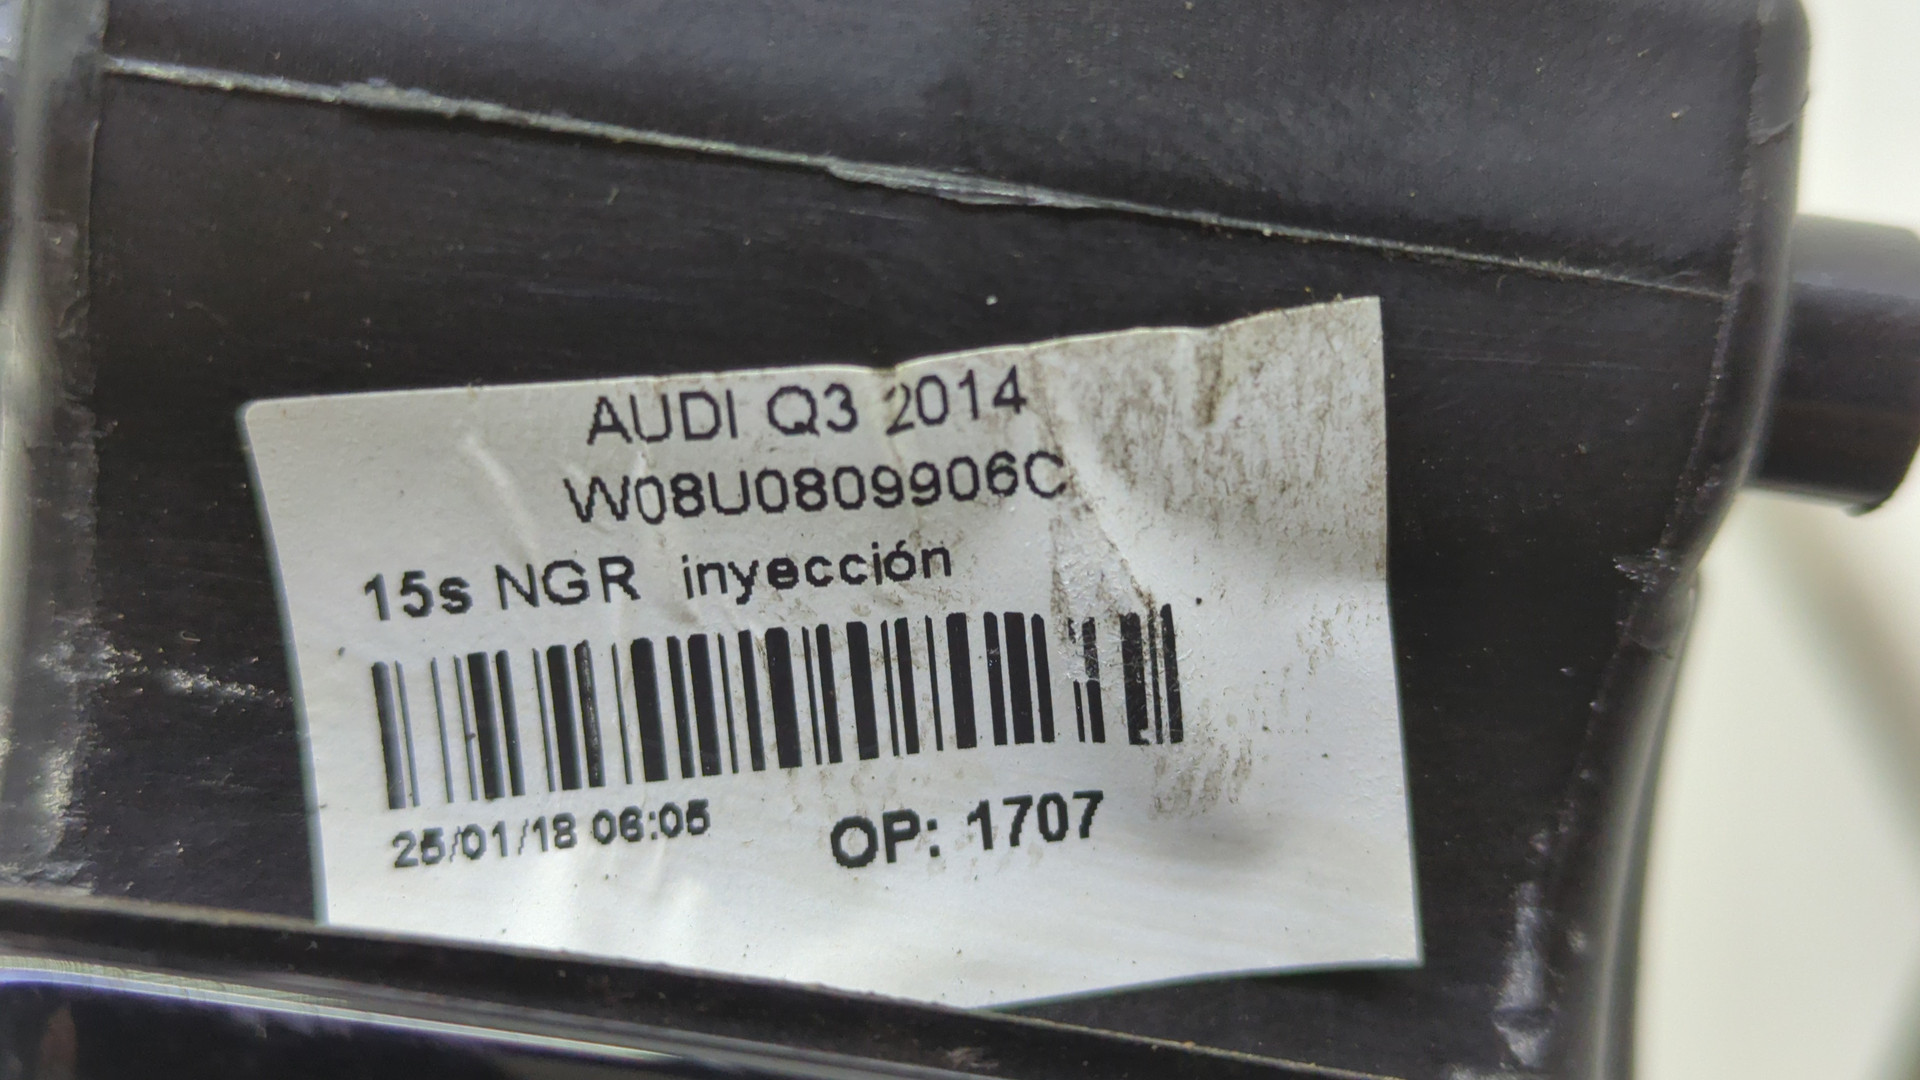 AUDI Q3 2014
W08U0809906C
15s NGR inyección
25/01/18 06:05
OP: 1707